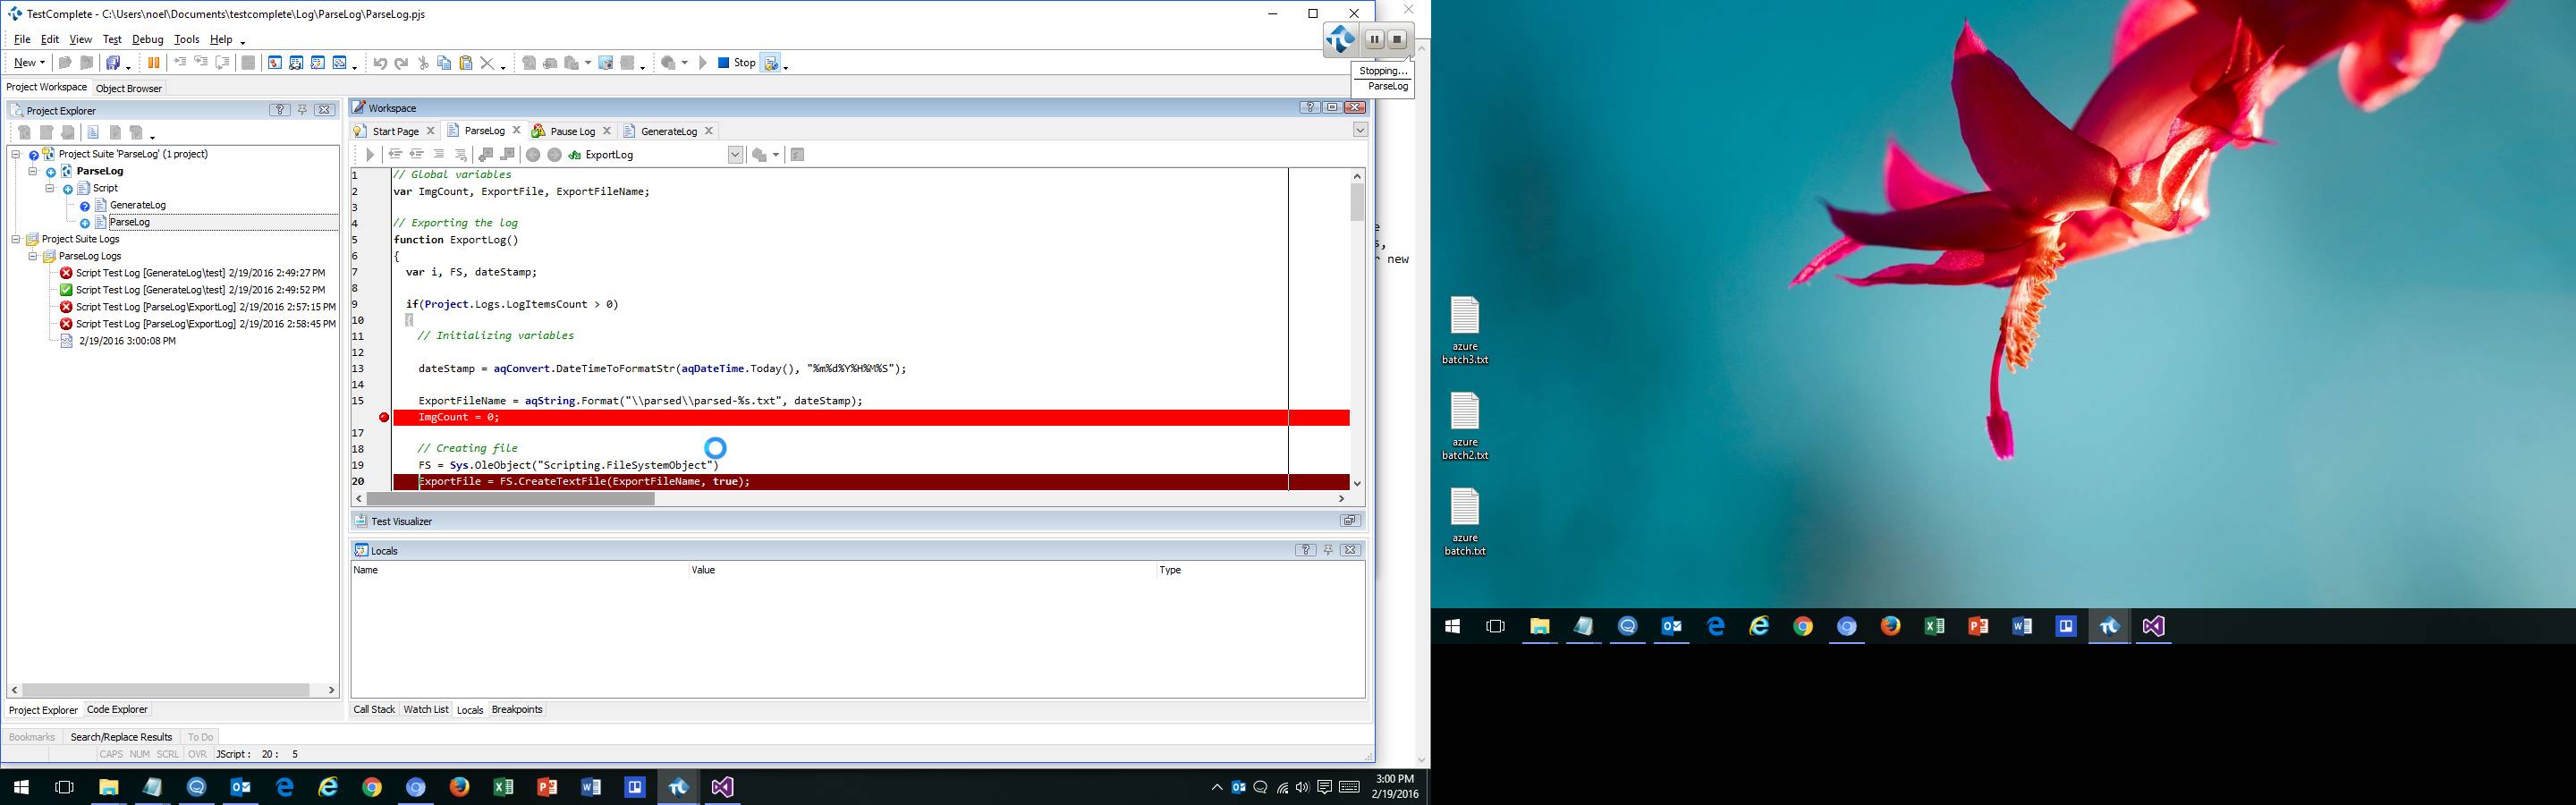 TestComplete - C:\Users\noel\Documents\testcomplete\Log\ParseLog\ParseLog.pjs
File Edit View Test Debug Tools Help
New
Stop
Stopping...
ParseLog
Project Workspace Object Browser
Project Explorer
Project Suite 'ParseLog' (1 project)
ParseLog
Script
GenerateLog
ParseLog
Project Suite Logs
ParseLog Logs
Script Test Log [GenerateLog\test] 2/19/2016 2:49:27 PM
Script Test Log [GenerateLog\test] 2/19/2016 2:49:52 PM
Script Test Log [ParseLog\ExportLog] 2/19/2016 2:57:15 PM
Script Test Log [ParseLog\ExportLog] 2/19/2016 2:58:45 PM
2/19/2016 3:00:08 PM
Project Explorer Code Explorer
Workspace
Start Page ParseLog Pause Log GenerateLog
ExportLog
1 // Global variables
2 var ImgCount, ExportFile, ExportFileName;
3
4 // Exporting the log
5 function ExportLog()
6 {
7 var i, FS, dateStamp;
8
9 if(Project.Logs.LogItemsCount > 0)
10 {
11 // Initializing variables
12
13 dateStamp = aqConvert.DateTimeToFormatStr(aqDateTime.Today(), "%m%d%Y%H%M%S");
14
15 ExportFileName = aqString.Format("\\parsed\\parsed-%s.txt", dateStamp);
ImgCount = 0;
17
18 // Creating file
19 FS = Sys.OleObject("Scripting.FileSystemObject")
20 ExportFile = FS.CreateTextFile(ExportFileName, true);
Test Visualizer
Locals
Name Value Type
Call Stack Watch List Locals Breakpoints
Bookmarks Search/Replace Results To Do
CAPS NUM SCRL OVR JScript : 20 : 5
e
s,
r new
3:00 PM
2/19/2016
azure
batch3.txt
azure
batch2.txt
azure
batch.txt